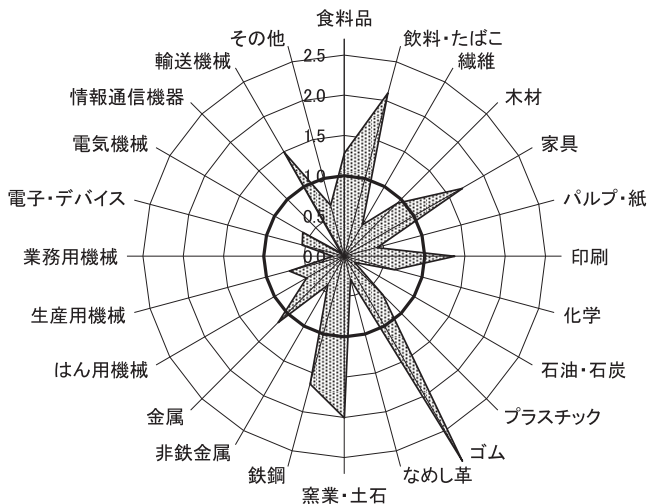 食料品
飲料・たばこ
繊維
木材
家具
パルプ・紙
印刷
化学
石油・石炭
プラスチック
ゴム
なめし革
窯業・土石
鉄鋼
非鉄金属
金属
はん用機械
生産用機械
業務用機械
電子・デバイス
電気機械
情報通信機器
輸送機械
その他
2.5
2.0
1.5
1.0
0.5
0.0